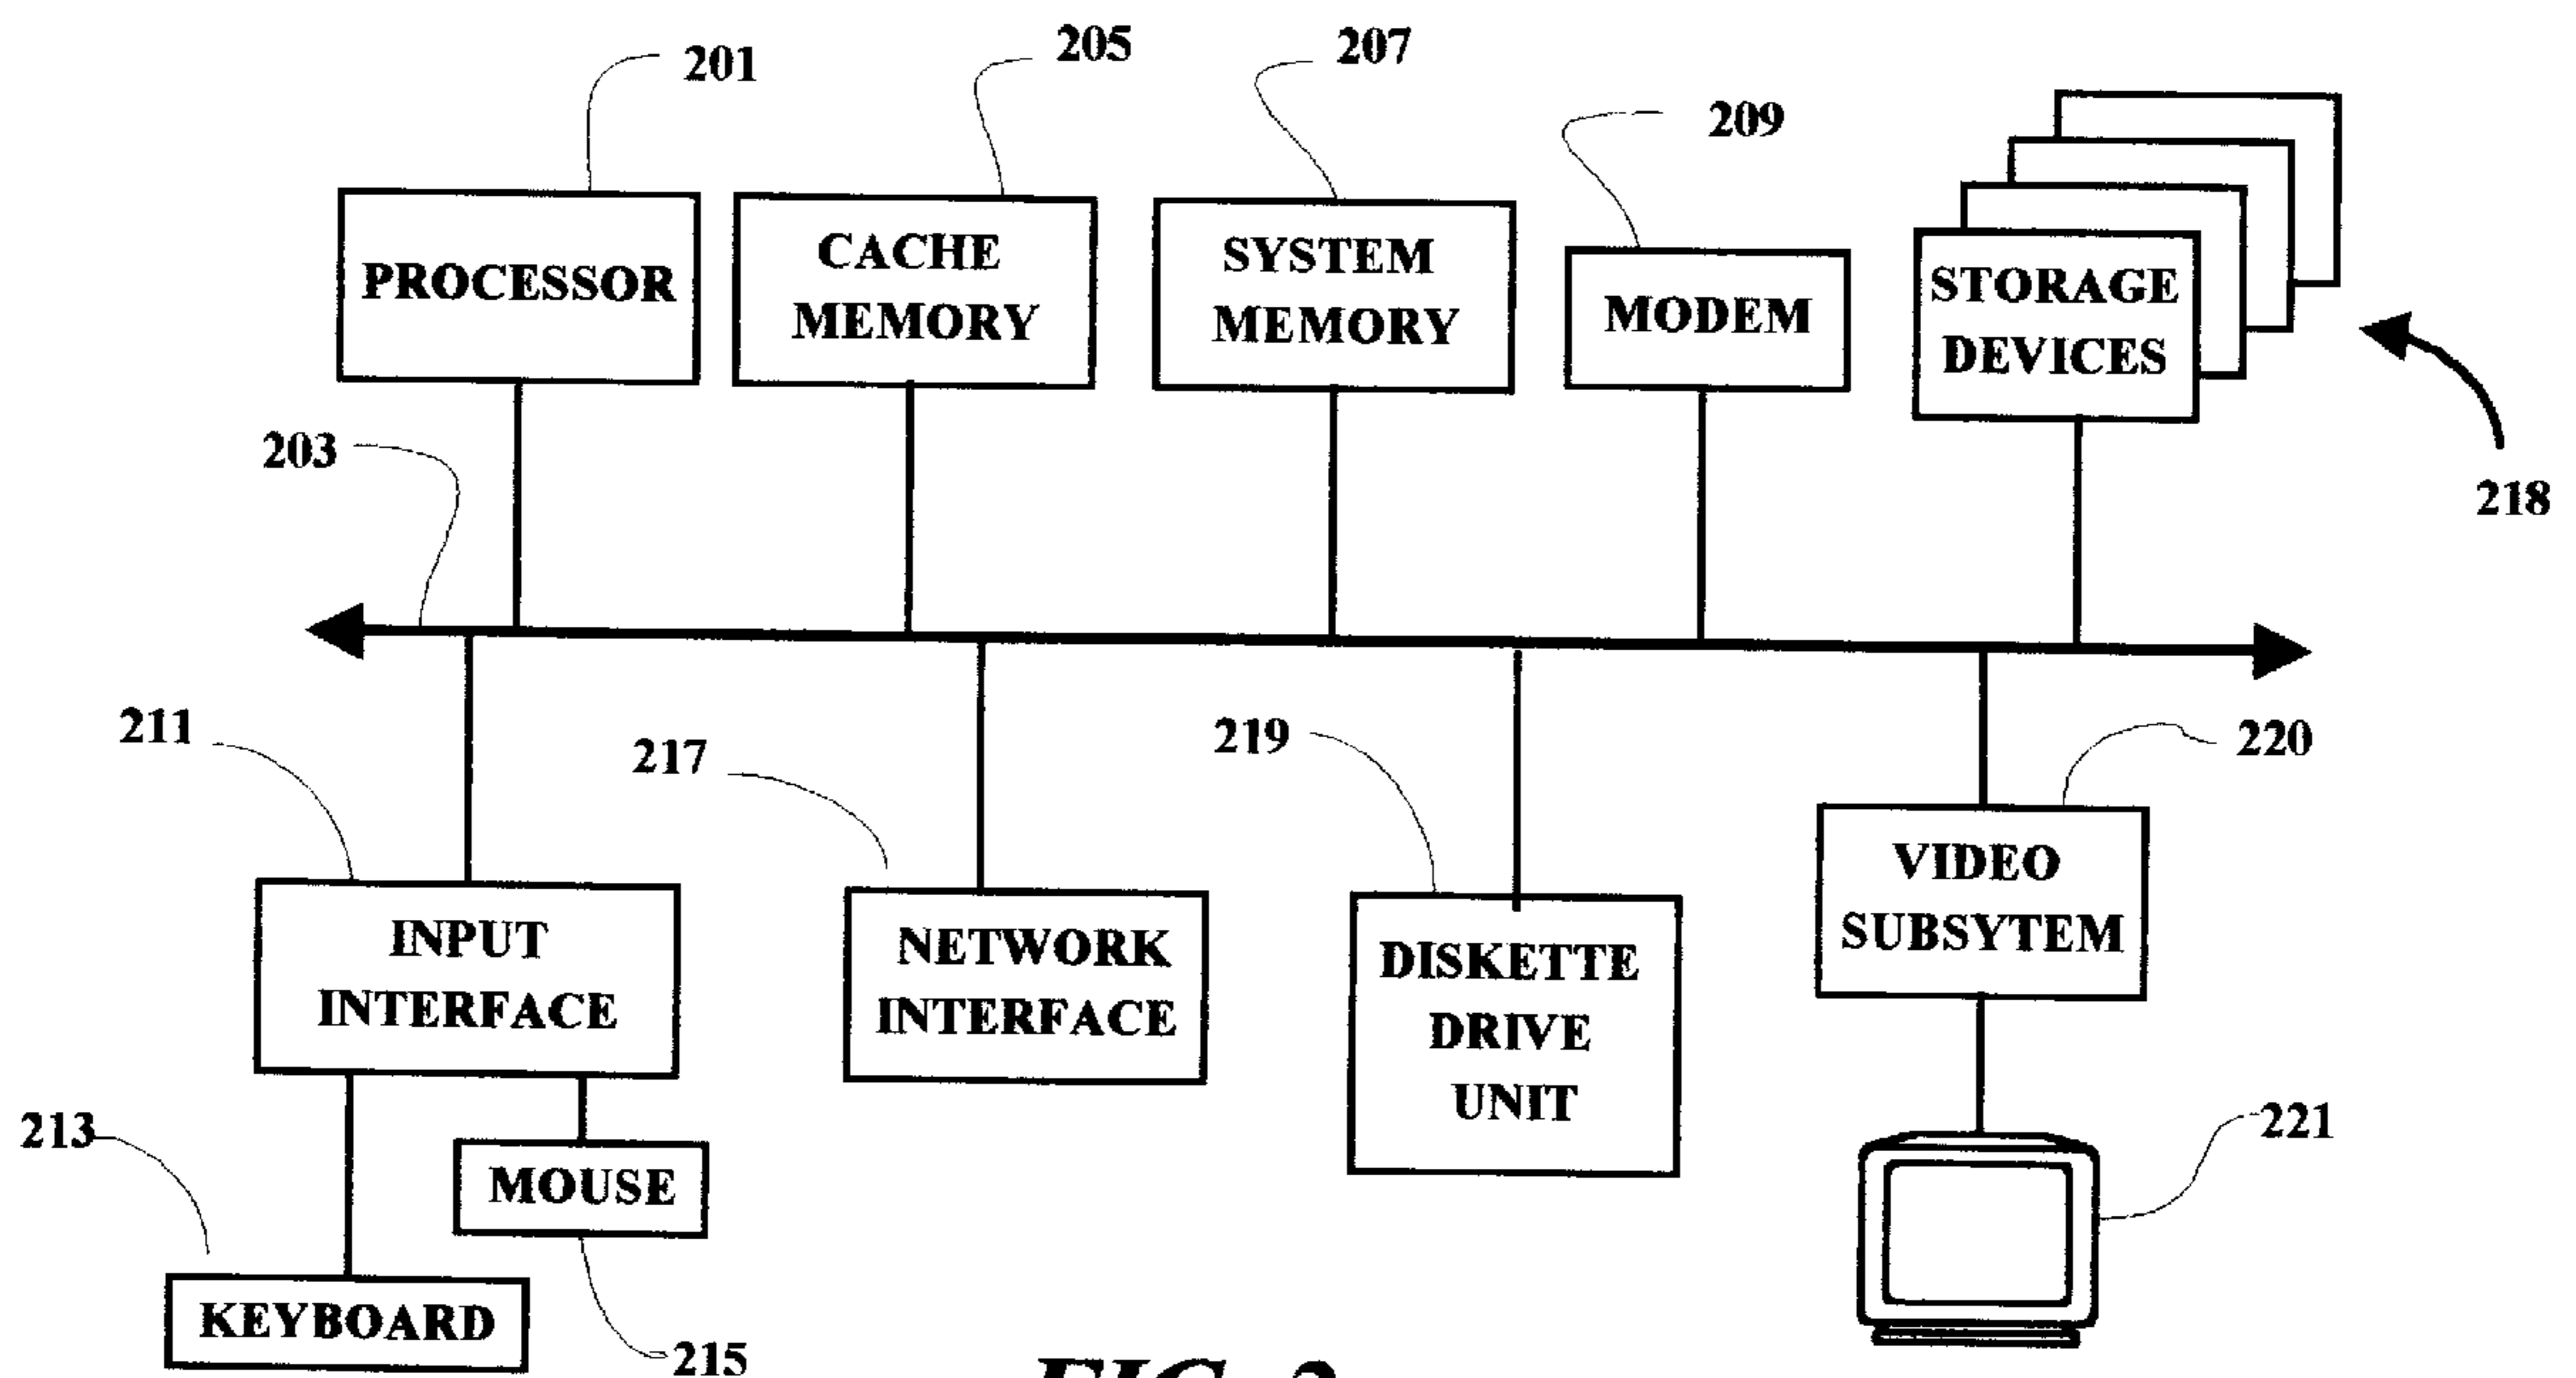 201
205
207
209
PROCESSOR
CACHE
MEMORY
SYSTEM
MEMORY
MODEM
STORAGE
DEVICES
203
218
211
217
219
220
INPUT
INTERFACE
NETWORK
INTERFACE
DISKETTE
DRIVE
UNIT
VIDEO
SUBSYTEM
213
MOUSE
221
KEYBOARD
215